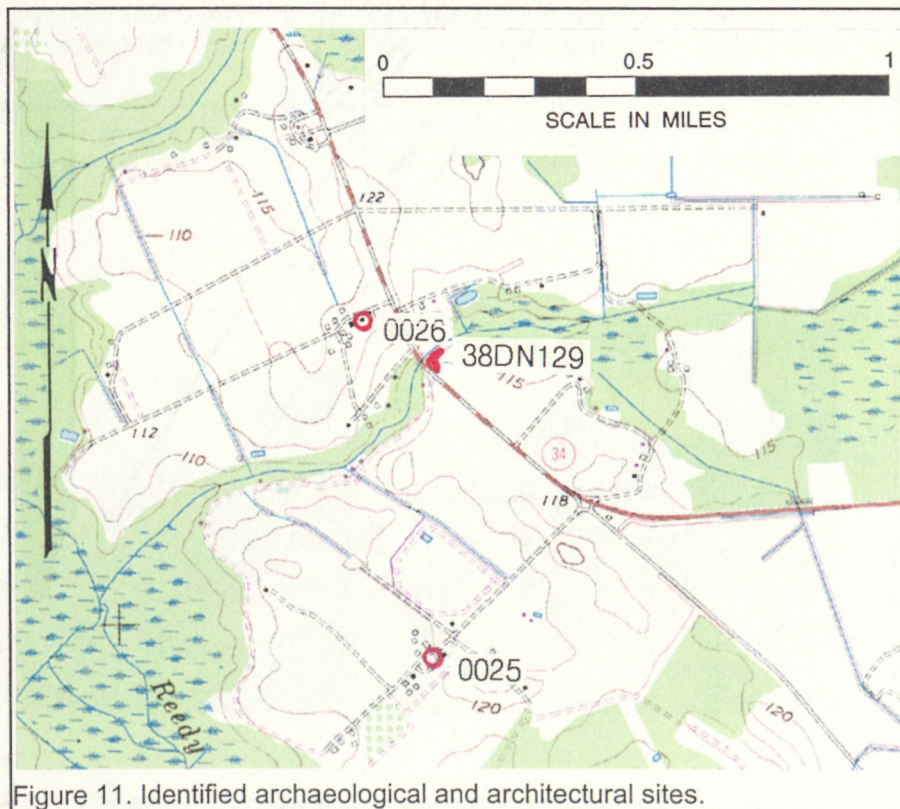 0 0.5 1
SCALE IN MILES
N
122
115
110
0026
38DN129
115
112
110
34
115
118
0025
120
120
Reedy
Figure 11. Identified archaeological and architectural sites.